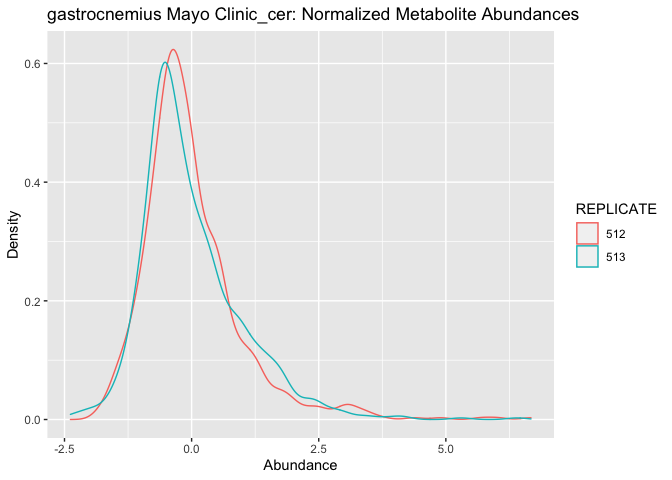 gastrocnemius Mayo Clinic_cer: Normalized Metabolite Abundances
0.6
0.4
0.2
0.0
Density
-2.5
0.0
2.5
5.0
Abundance
REPLICATE
512
513